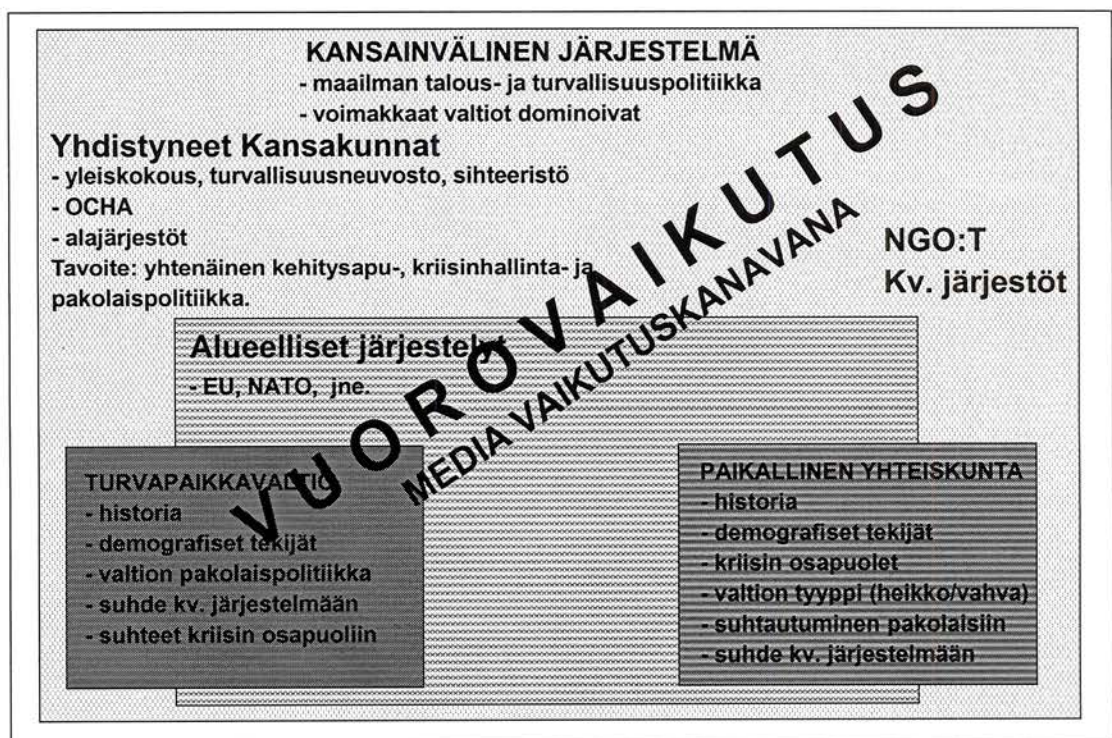 KANSAINVÄLINEN JÄRJESTELMÄ
- maailman talous- ja turvallisuuspolitiikka
- voimakkaat valtiot dominoivat
Yhdistyneet Kansakunnat
- yleiskokous, turvallisuusneuvosto, sihteeristö
- OCHA
- alajärjestöt
Tavoite: yhtenäinen kehitysapu-, kriisinhallinta- ja
pakolaispolitiikka.
NGO:T
Kv. järjestöt
VUOROVAIKUTUS
MEDIA VAIKUTUSKANAVANA
Alueelliset järjestelyt
- EU, NATO, jne.
TURVAPAIKKAVALTIO
- historia
- demografiset tekijät
- valtion pakolaispolitiikka
- suhde kv. järjestelmään
- suhteet kriisin osapuoliin
PAIKALLINEN YHTEISKUNTA
- historia
- demografiset tekijät
- kriisin osapuolet
- valtion tyyppi (heikko/vahva)
- suhtautuminen pakolaisiin
- suhde kv. järjestelmään